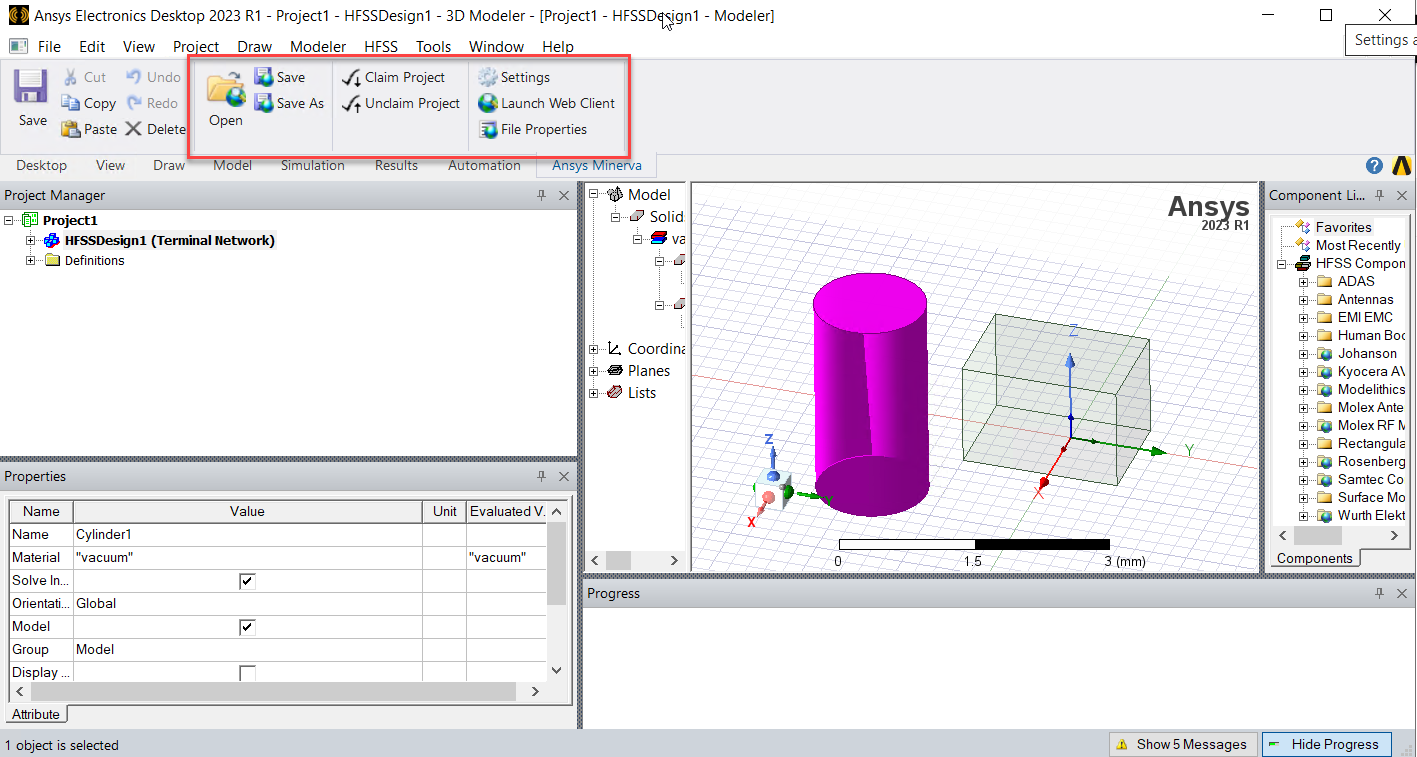 Ansys Electronics Desktop 2023 R1 - Project1 - HFSSDesign1 - 3D Modeler - [Project1 - HFSSDesign1 - Modeler]
File Edit View Project Draw Modeler HFSS Tools Window Help
Settings a
Save
Cut
Copy
Paste
Undo
Redo
Delete
Open
Save
Save As
Claim Project
Unclaim Project
Settings
Launch Web Client
File Properties
Desktop View Draw Model Simulation Results Automation Ansys Minerva
Project Manager
Project1
HFSSDesign1 (Terminal Network)
Definitions
Properties
Name Value Unit Evaluated V.
Name Cylinder1
Material "vacuum" "vacuum"
Solve In...
Orientati... Global
Model
Group Model
Display ...
Attribute
Model
Solids
va
Coordina
Planes
Lists
Ansys
2023 R1
Z
Y
X
Z
Y
X
0 1.5 3 (mm)
Component Li...
Favorites
Most Recently
HFSS Compon
ADAS
Antennas
EMI EMC
Human Bod
Johanson
Kyocera AV
Modelithics
Molex Ante
Molex RF M
Rectangula
Rosenberg
Samtec Co
Surface Mo
Wurth Elekt
Components
Progress
1 object is selected
Show 5 Messages
Hide Progress